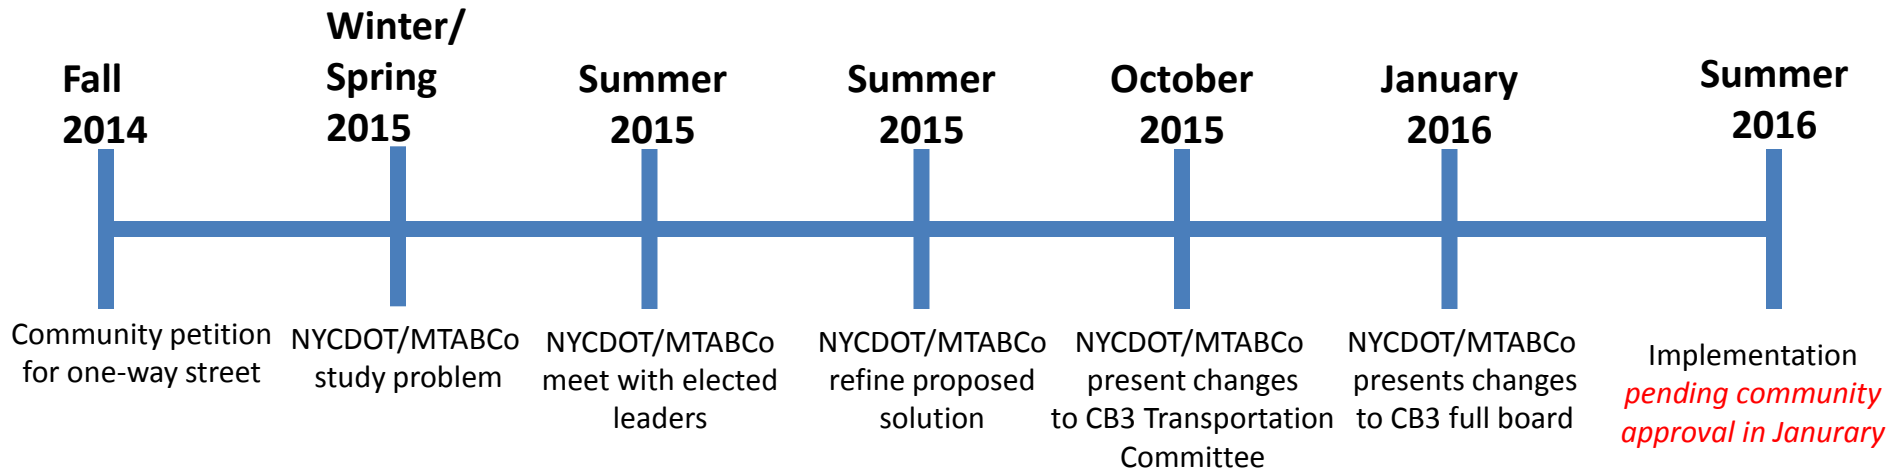 Fall
2014
Winter/
Spring
2015
Summer
2015
Summer
2015
October
2015
January
2016
Summer
2016
Community petition
for one-way street
NYCDOT/MTABCo
study problem
NYCDOT/MTABCo
meet with elected
leaders
NYCDOT/MTABCo
refine proposed
solution
NYCDOT/MTABCo
present changes
to CB3 Transportation
Committee
NYCDOT/MTABCo
presents changes
to CB3 full board
Implementation
pending community
approval in Janurary